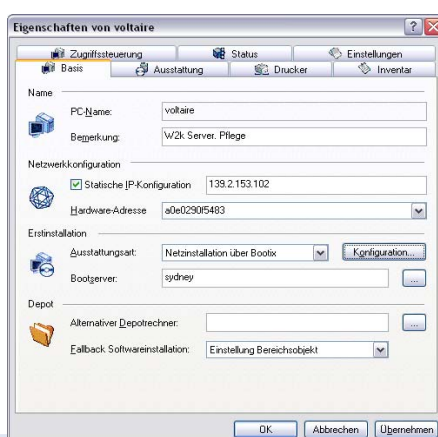 Eigenschaften von voltaire
Zugriffssteuerung Status Einstellungen
Basis Ausstattung Drucker Inventar
Name
PC-Name: voltaire
Bemerkung: W2k Server. Pflege
Netzwerkkonfiguration
Statische IP-Konfiguration 139.2.153.102
Hardware-Adresse a0e0290f5483
Erstinstallation
Ausstattungsart: Netzinstallation über Bootix Konfiguration...
Bootserver: sydney ...
Depot
Alternativer Depotrechner: ...
Fallback Softwareinstallation: Einstellung Bereichsobjekt
OK Abbrechen Übernehmen